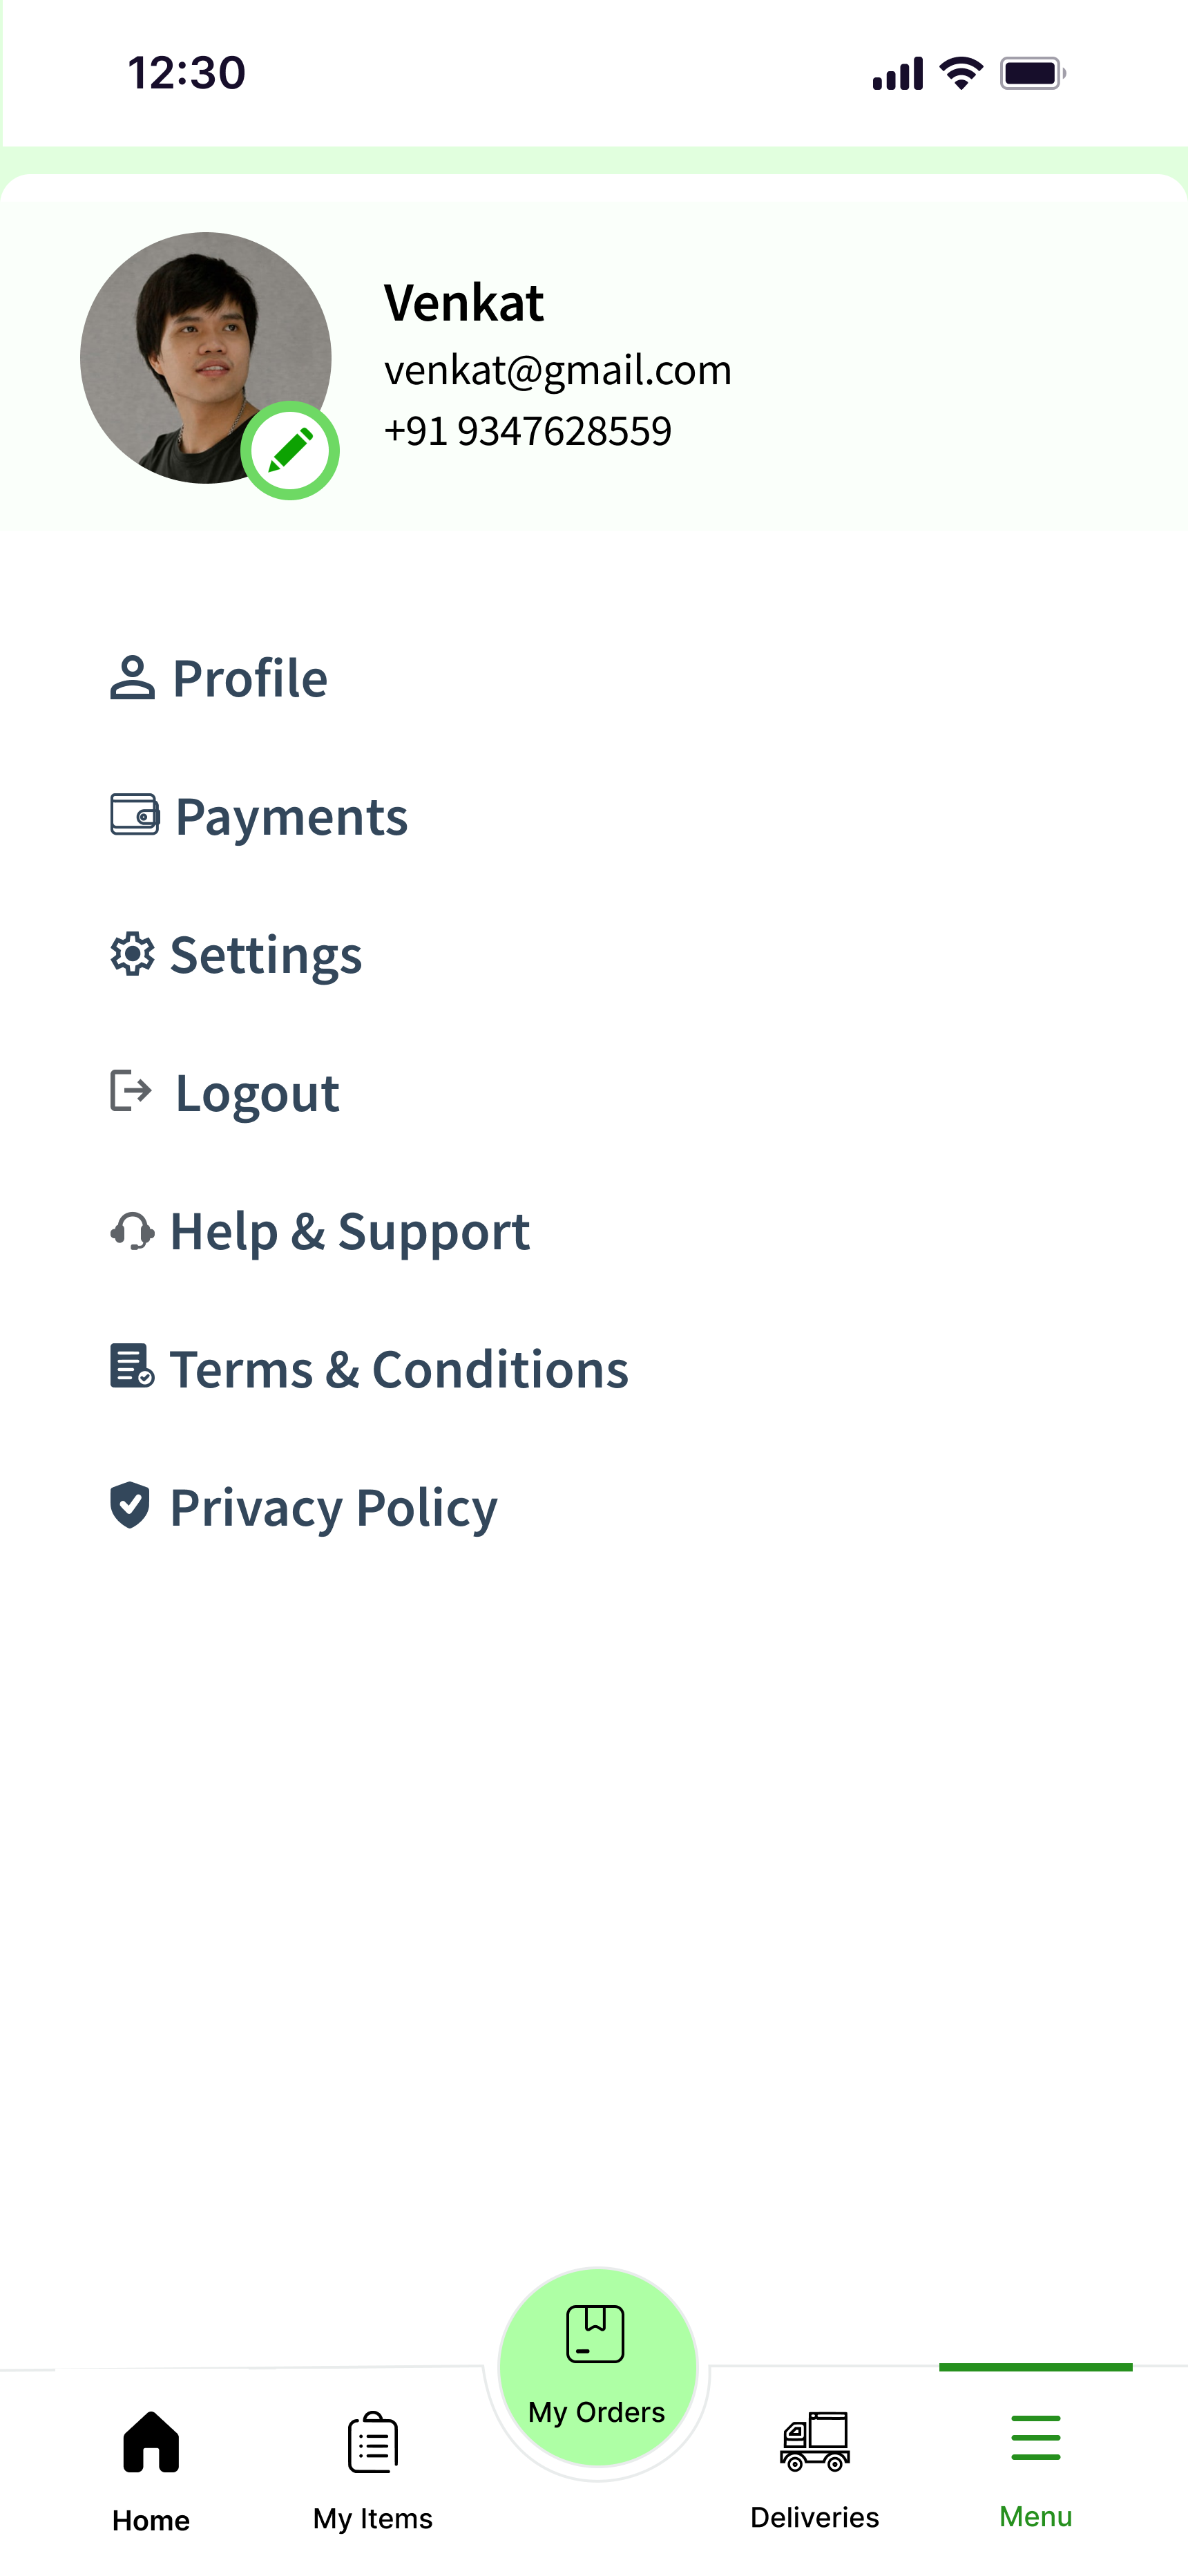 12:30
Venkat
venkat@gmail.com
+91 9347628559
Profile
Payments
Settings
Logout
Help & Support
Terms & Conditions
Privacy Policy
My Orders
Home
My Items
Deliveries
Menu